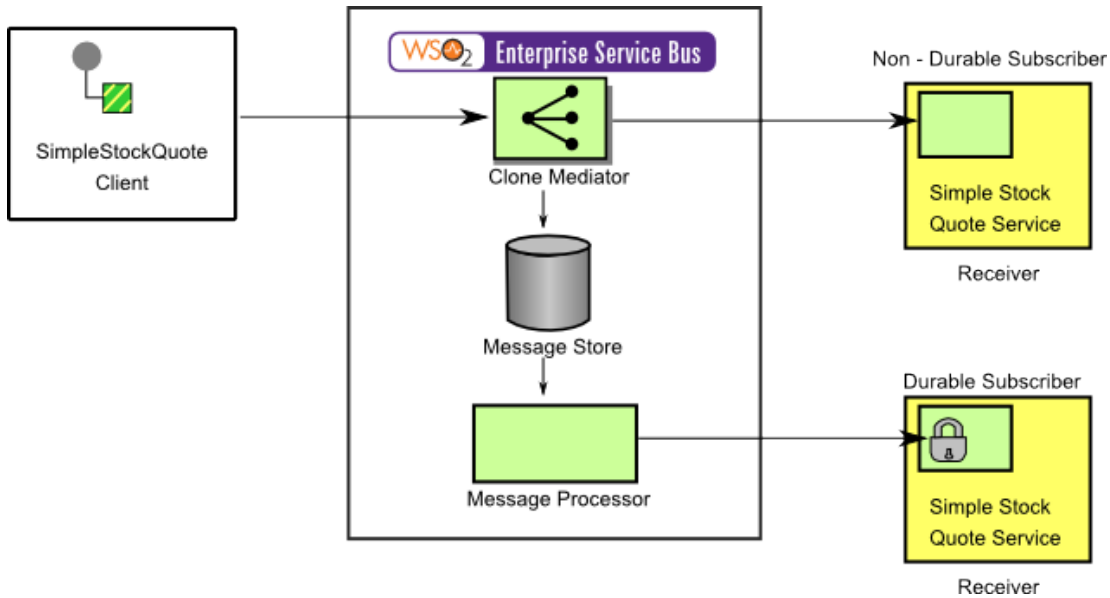 WSO2 Enterprise Service Bus
SimpleStockQuote
Client
Clone Mediator
Message Store
Message Processor
Non - Durable Subscriber
Simple Stock
Quote Service
Receiver
Durable Subscriber
Simple Stock
Quote Service
Receiver